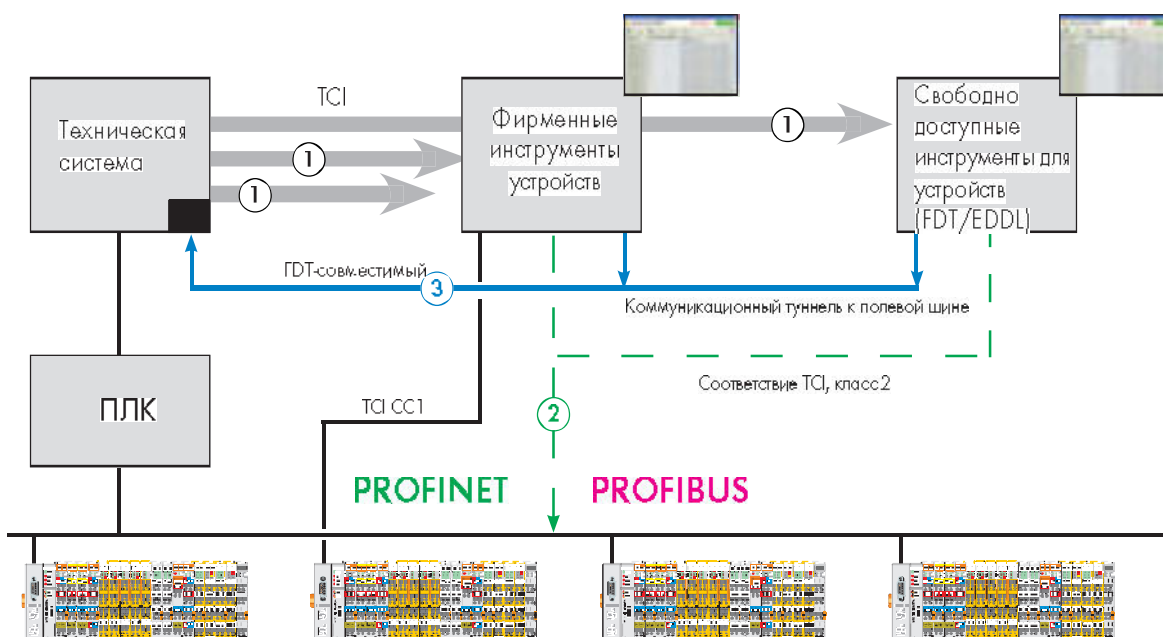 TCI
Техническая
система
1
1
Фирменные
инструменты
устройств
1
Свободно
доступные
инструменты для
устройств
(FDT/EDDL)
FDT-совместимый
3
Коммуникационный туннель к полевой шине
Соответствие TCI, класс 2
ПЛК
TCI CC1
2
PROFINET
PROFIBUS